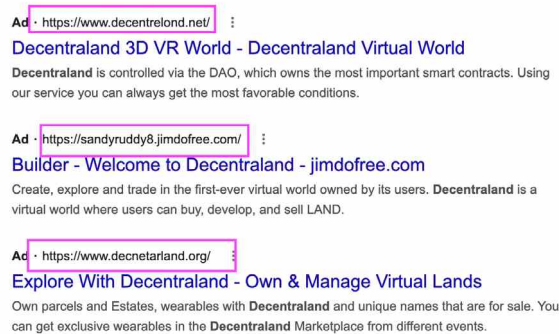 Ad · https://www.decentrelond.net/
Decentraland 3D VR World - Decentraland Virtual World
Decentraland is controlled via the DAO, which owns the most important smart contracts. Using
our service you can always get the most favorable conditions.
Ad · https://sandyruddy8.jimdofree.com/
Builder - Welcome to Decentraland - jimdofree.com
Create, explore and trade in the first-ever virtual world owned by its users. Decentraland is a
virtual world where users can buy, develop, and sell LAND.
Ad · https://www.decnetarland.org/
Explore With Decentraland - Own & Manage Virtual Lands
Own parcels and Estates, wearables with Decentraland and unique names that are for sale. You
can get exclusive wearables in the Decentraland Marketplace from different events.